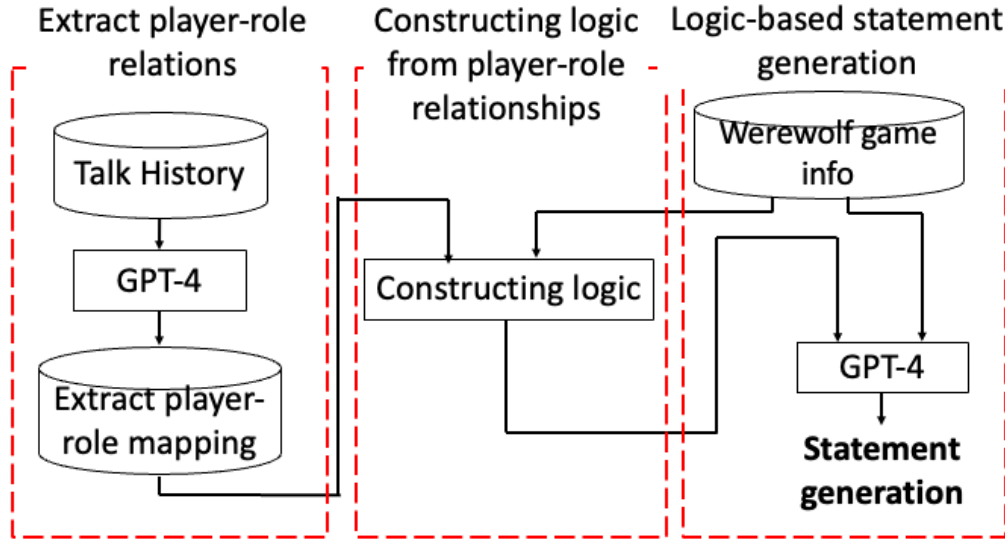 Extract player-role
relations
Talk History
GPT-4
Extract player-
role mapping
Constructing logic
from player-role
relationships
Constructing logic
Logic-based statement
generation
Werewolf game
info
GPT-4
Statement
generation